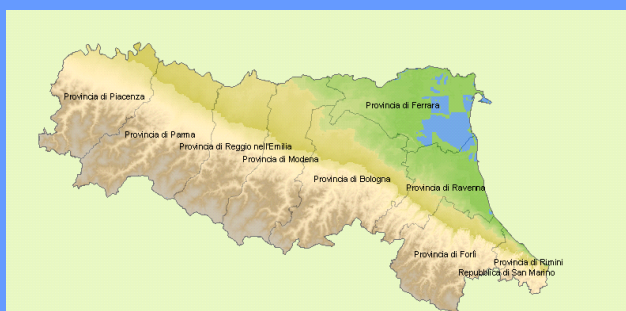 Provincia di Piacenza
Provincia di Ferrara
Provincia di Parma
Provincia di Reggio nell'Emilia
Provincia di Modena
Provincia di Bologna
Provincia di Ravenna
Provincia di Forlì
Provincia di Rimini
Repubblica di San Marino